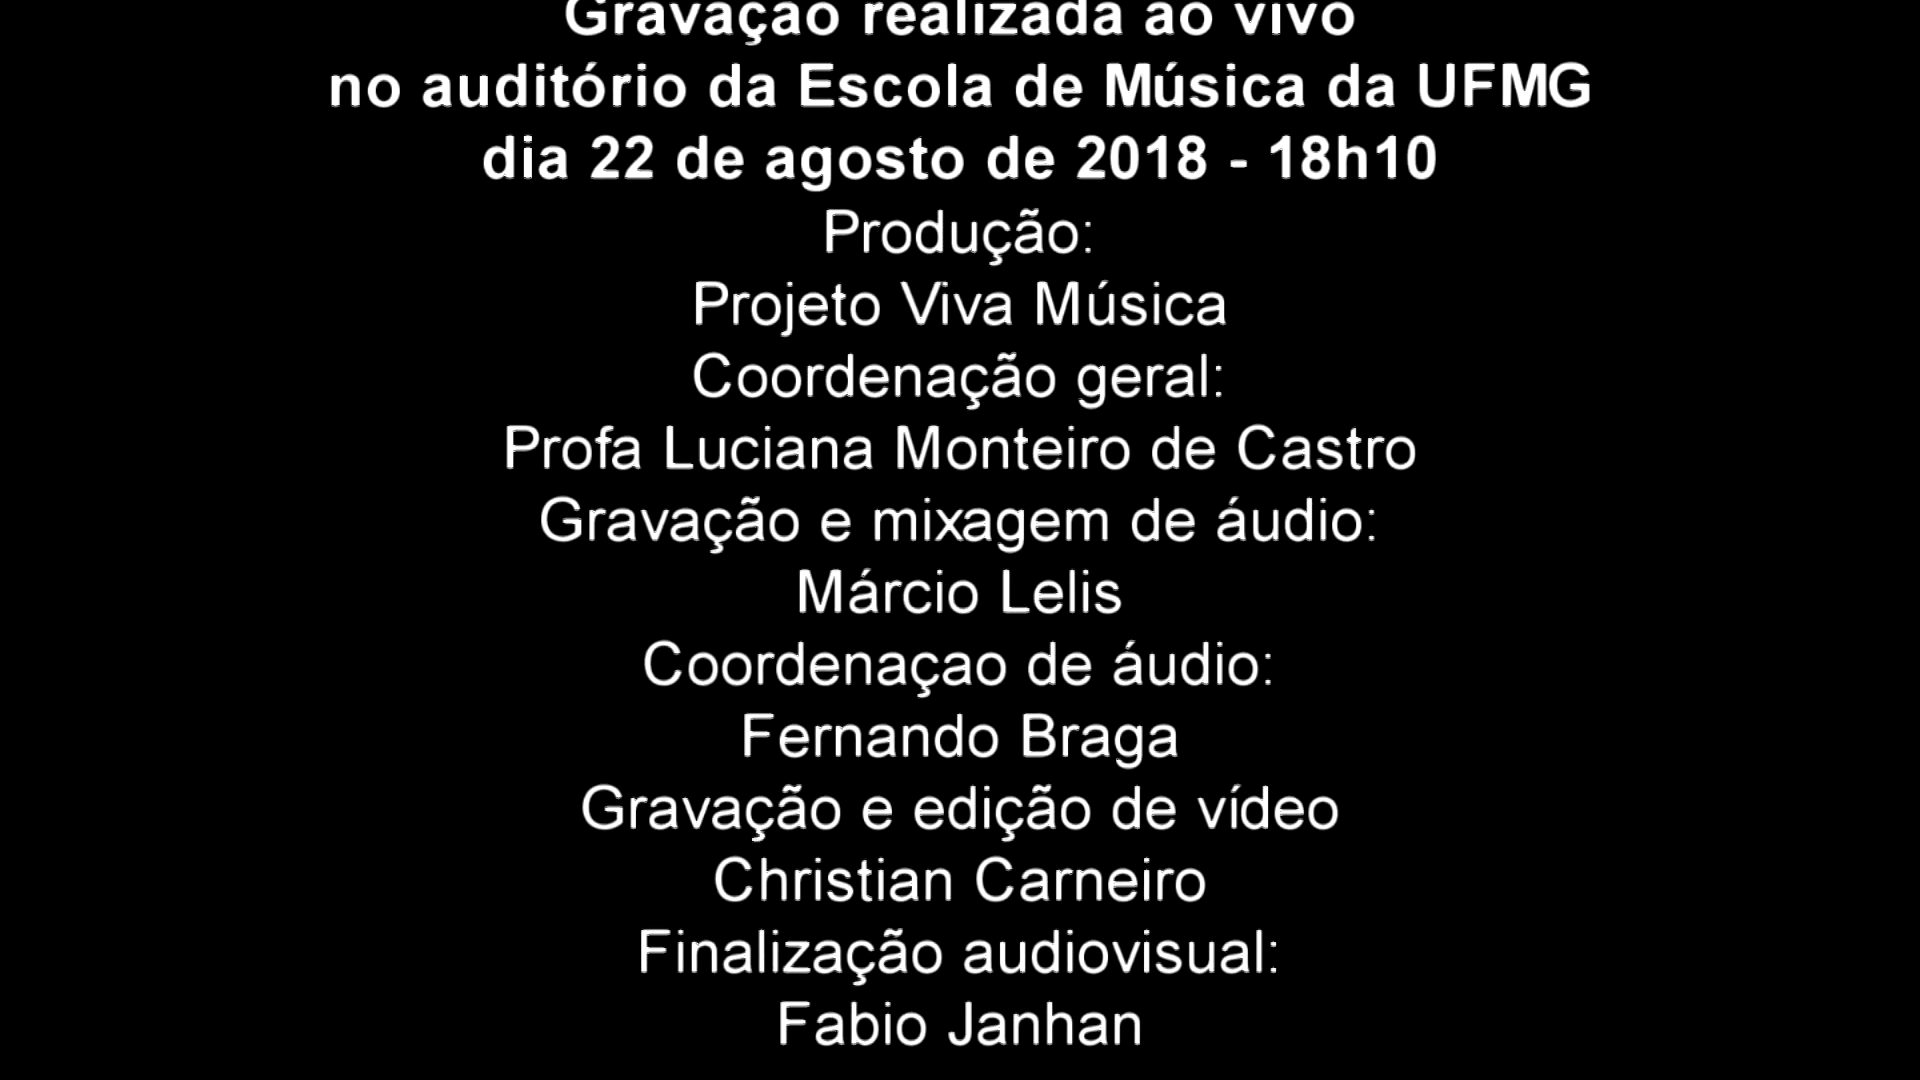 Gravação realizada ao vivo
no auditório da Escola de Música da UFMG
dia 22 de agosto de 2018 - 18h10
Produção:
Projeto Viva Música
Coordenação geral:
Profa Luciana Monteiro de Castro
Gravação e mixagem de áudio:
Márcio Lelis
Coordenaçao de áudio:
Fernando Braga
Gravação e edição de vídeo
Christian Carneiro
Finalização audiovisual:
Fabio Janhan